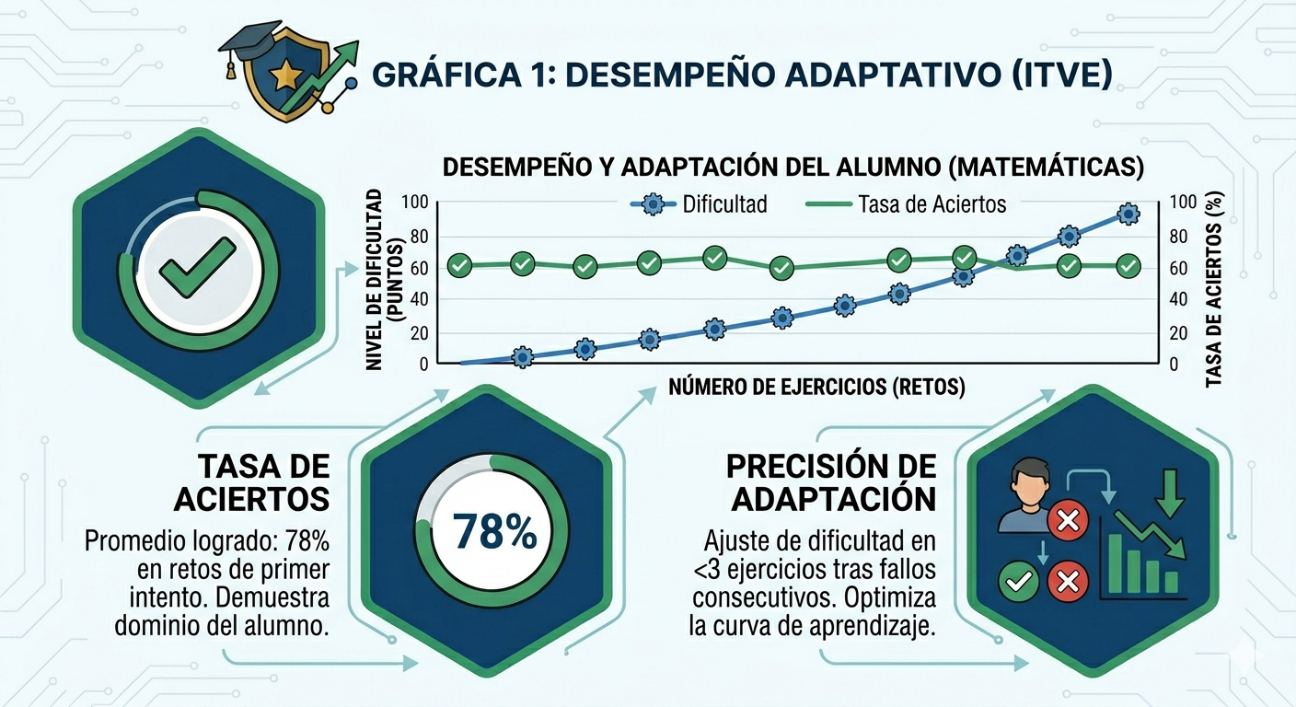 GRÁFICA 1: DESEMPEÑO ADAPTATIVO (ITVE)
DESEMPEÑO Y ADAPTACIÓN DEL ALUMNO (MATEMÁTICAS)
Dificultad
Tasa de Aciertos
NIVEL DE DIFICULTAD
(PUNTOS)
100
80
60
40
20
0
100
80
60
40
20
0
TASA DE ACIERTOS (%)
NÚMERO DE EJERCICIOS (RETOS)
TASA DE
ACIERTOS
Promedio logrado: 78%
en retos de primer
intento. Demuestra
dominio del alumno.
78%
PRECISIÓN DE
ADAPTACIÓN
Ajuste de dificultad en
<3 ejercicios tras fallos
consecutivos. Optimiza
la curva de aprendizaje.